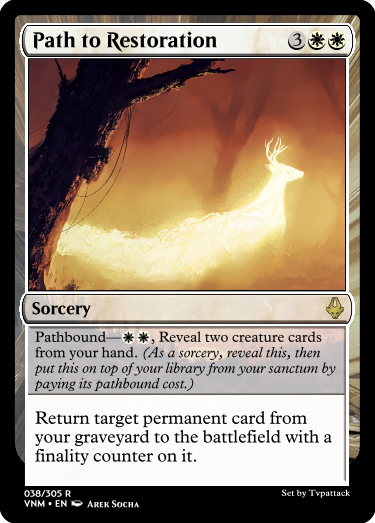 Path to Restoration 3
Sorcery
Pathbound—, Reveal two creature cards
from your hand. (As a sorcery, reveal this, then
put this on top of your library from your sanctum by
paying its pathbound cost.)
Return target permanent card from
your graveyard to the battlefield with a
finality counter on it.
038/305 R
VNM • EN Arek Socha
Set by Tvpattack